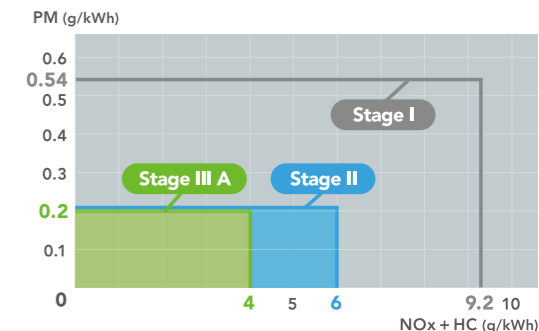 PM (g/kWh)
0.6
0.54
0.5
Stage I
0.4
0.3
Stage III A
Stage II
0.2
0.1
0
4
5
6
9.2
10
NOx + HC (g/kWh)